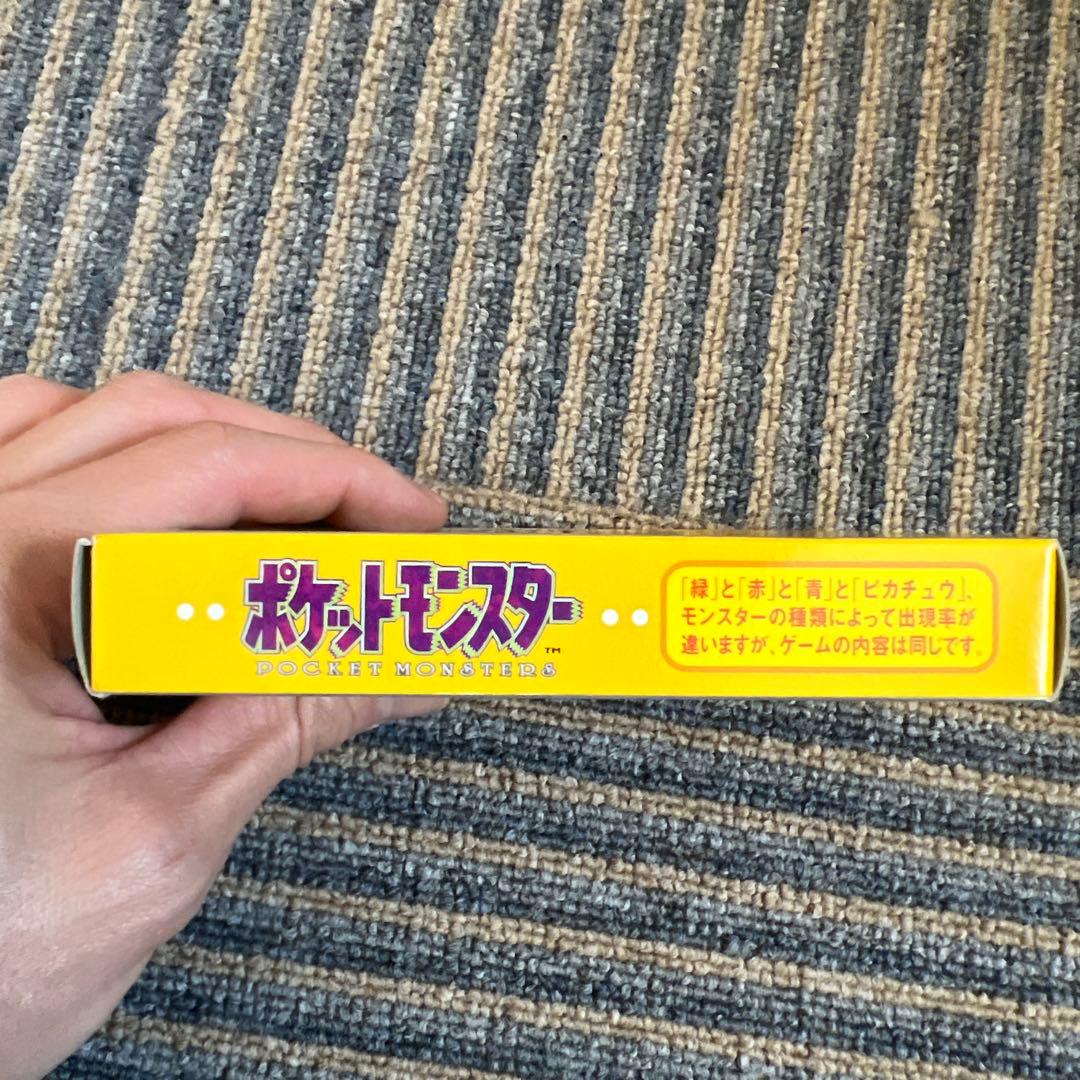 ポケットモンスター
TM
POCKET MONSTERS
「緑」と「赤」と「青」と「ピカチュウ」、
モンスターの種類によって出現率が
違いますが、ゲームの内容は同じです。